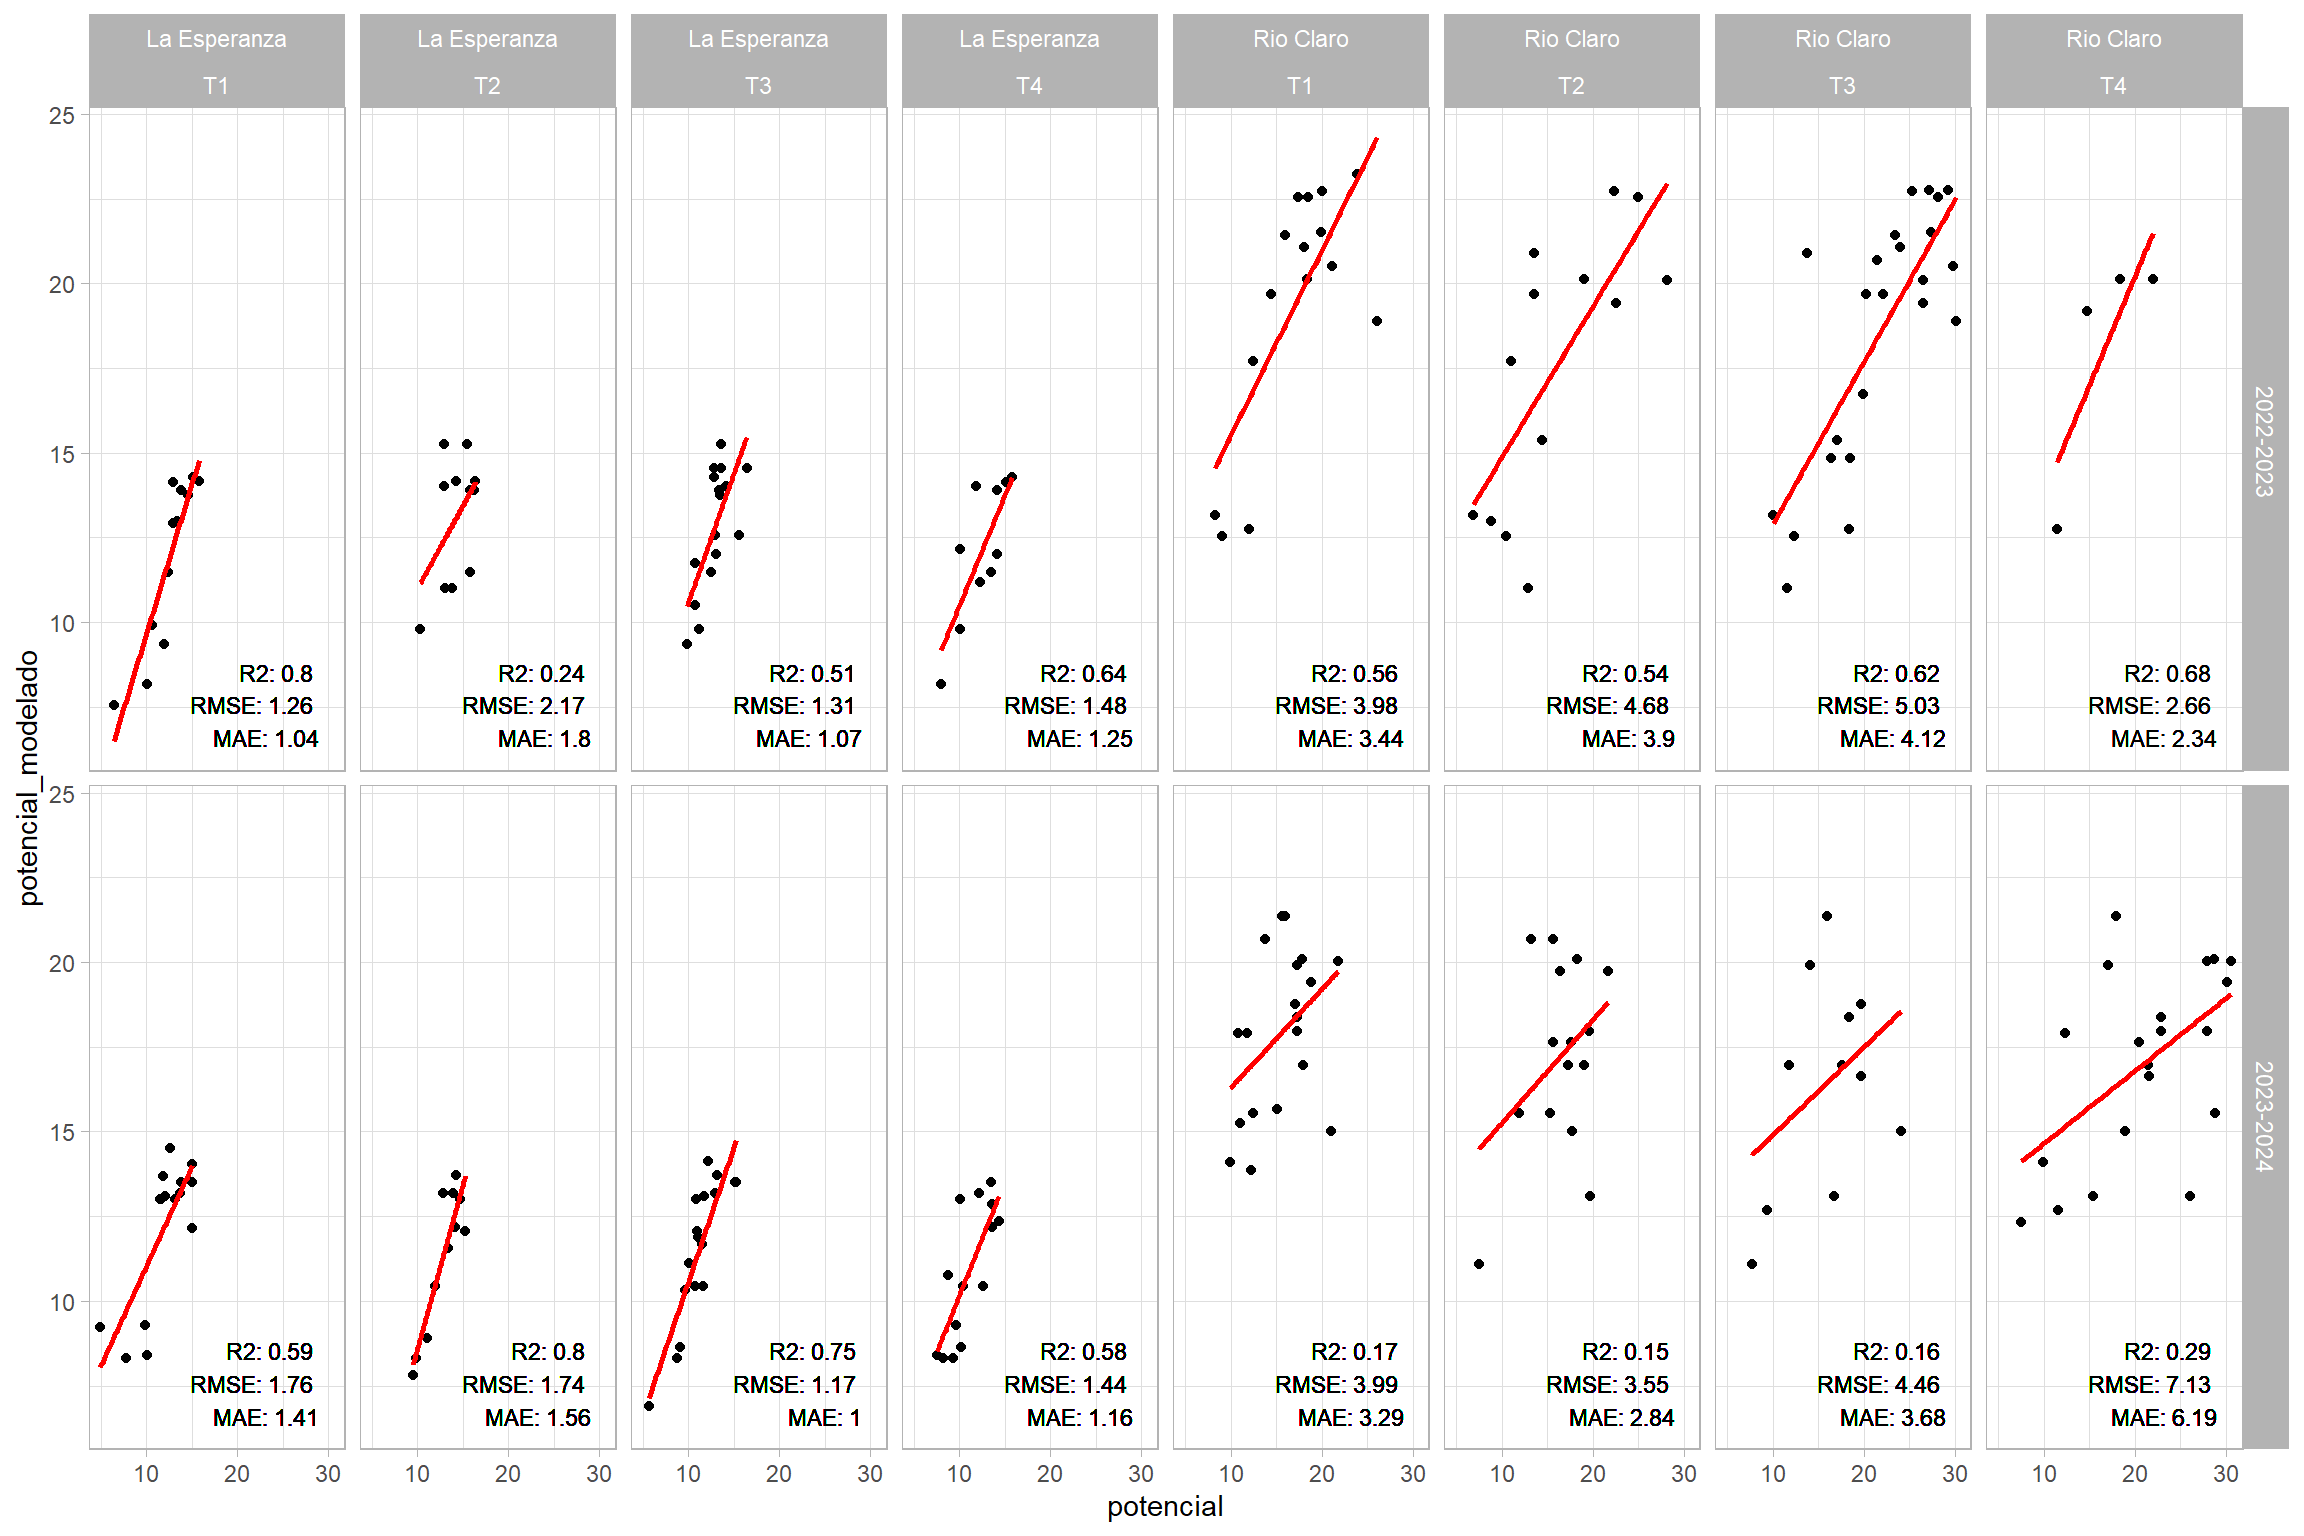 La Esperanza La Esperanza La Esperanza La Esperanza Rio Claro Rio Claro Rio Claro Rio Claro
T1 T2 T3 T4 T1 T2 T3 T4
25
20
15
10
R2: 0.8 R2: 0.24 R2: 0.51 R2: 0.64 R2: 0.56 R2: 0.54 R2: 0.62 R2: 0.68
RMSE: 1.26 RMSE: 2.17 RMSE: 1.31 RMSE: 1.48 RMSE: 3.98 RMSE: 4.68 RMSE: 5.03 RMSE: 2.66
MAE: 1.04 MAE: 1.8 MAE: 1.07 MAE: 1.25 MAE: 3.44 MAE: 3.9 MAE: 4.12 MAE: 2.34
2022-2023
potencial_modelado
25
20
15
10
R2: 0.59 R2: 0.8 R2: 0.75 R2: 0.58 R2: 0.17 R2: 0.15 R2: 0.16 R2: 0.29
RMSE: 1.76 RMSE: 1.74 RMSE: 1.17 RMSE: 1.44 RMSE: 3.99 RMSE: 3.55 RMSE: 4.46 RMSE: 7.13
MAE: 1.41 MAE: 1.56 MAE: 1 MAE: 1.16 MAE: 3.29 MAE: 2.84 MAE: 3.68 MAE: 6.19
2023-2024
10 20 30 10 20 30 10 20 30 10 20 30 10 20 30 10 20 30 10 20 30 10 20 30
potencial